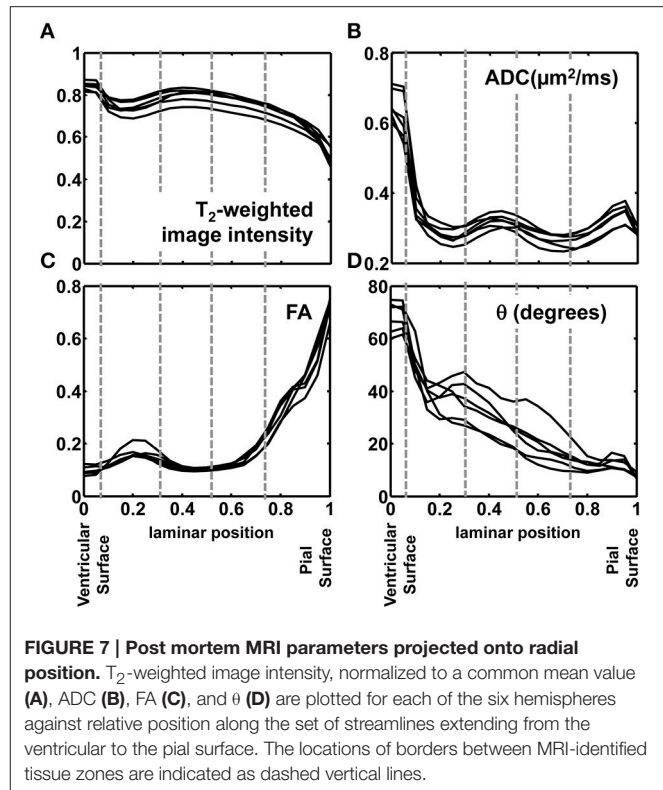 A
1
0.8
0.6
0.4
0.2
0
T2-weighted
image intensity
B
0.8
0.6
0.4
0.2
ADC(μm²/ms)
C
0.8
0.6
0.4
0.2
0
FA
0.2 0.4 0.6 0.8 1
laminar position
Ventricular
Surface
Pial
Surface
D
80
60
40
20
0
θ (degrees)
0.2 0.4 0.6 0.8 1
laminar position
Ventricular
Surface
Pial
Surface
FIGURE 7 | Post mortem MRI parameters projected onto radial
position. T2-weighted image intensity, normalized to a common mean value
(A), ADC (B), FA (C), and θ (D) are plotted for each of the six hemispheres
against relative position along the set of streamlines extending from the
ventricular to the pial surface. The locations of borders between MRI-identified
tissue zones are indicated as dashed vertical lines.